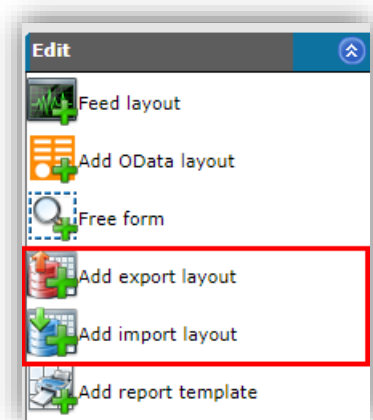 Edit
Feed layout
Add OData layout
Free form
Add export layout
Add import layout
Add report template